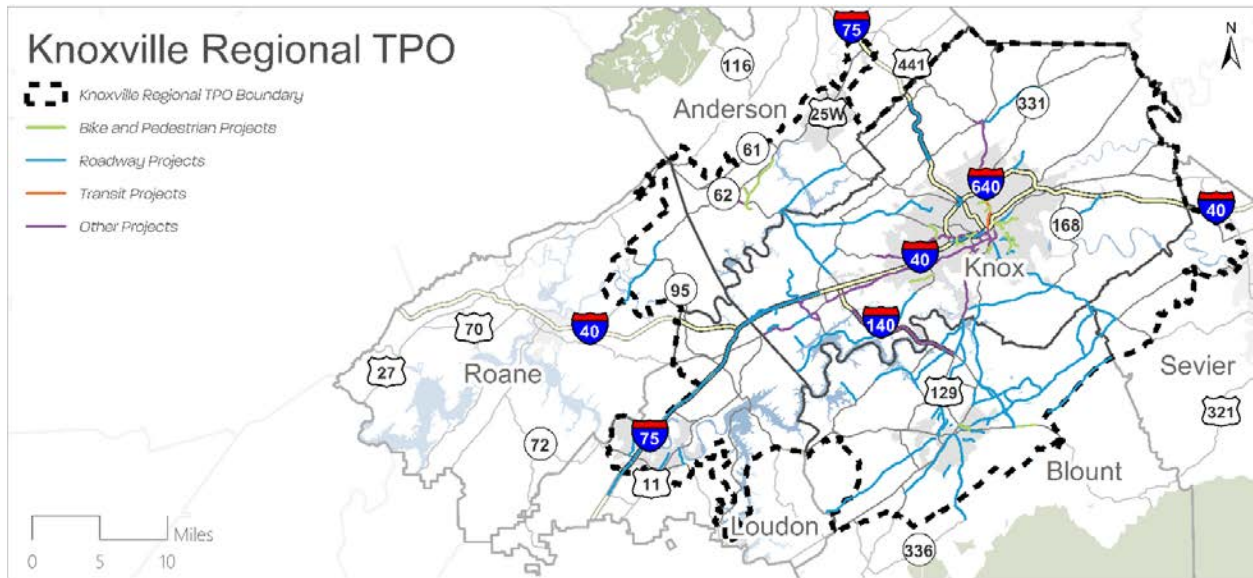 Knoxville Regional TPO
Knoxville Regional TPO Boundary
Bike and Pedestrian Projects
Roadway Projects
Transit Projects
Other Projects
N
75
441
116
331
Anderson
25W
61
640
62
40
168
40
Knox
95
140
70
40
27
Roane
Sevier
129
321
75
72
11
Blount
Loudon
336
Miles
0 5 10